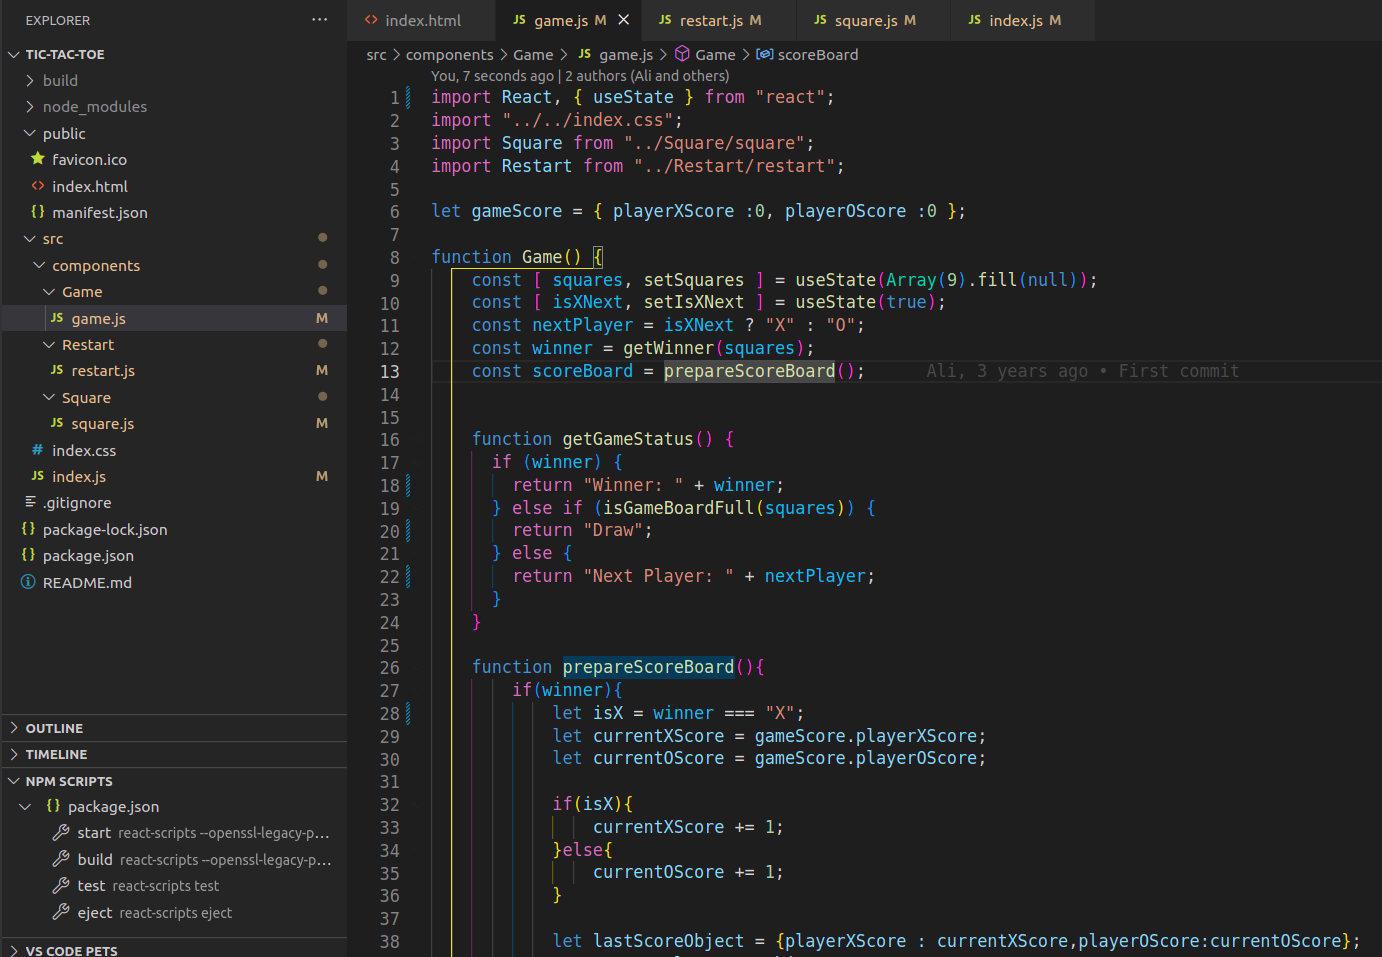 EXPLORER
TIC-TAC-TOE
build
node_modules
public
favicon.ico
index.html
manifest.json
src
components
Game
game.js M
Restart
restart.js M
Square
square.js M
index.css
index.js M
.gitignore
package-lock.json
package.json
README.md
OUTLINE
TIMELINE
NPM SCRIPTS
package.json
start react-scripts --openssl-legacy-p...
build react-scripts --openssl-legacy-p...
test react-scripts test
eject react-scripts eject
VS CODE PETS
index.html JS game.js M JS restart.js M JS square.js M JS index.js M
src > components > Game > JS game.js > Game > scoreBoard
You, 7 seconds ago | 2 authors (Ali and others)
1 import React, { useState } from "react";
2 import "../../index.css";
3 import Square from "../Square/square";
4 import Restart from "../Restart/restart";
5
6 let gameScore = { playerXScore :0, playerOScore :0 };
7
8 function Game() {
9 const [ squares, setSquares ] = useState(Array(9).fill(null));
10 const [ isXNext, setIsXNext ] = useState(true);
11 const nextPlayer = isXNext ? "X" : "O";
12 const winner = getWinner(squares);
13 const scoreBoard = prepareScoreBoard(); Ali, 3 years ago • First commit
14
15
16 function getGameStatus() {
17 if (winner) {
18 return "Winner: " + winner;
19 } else if (isGameBoardFull(squares)) {
20 return "Draw";
21 } else {
22 return "Next Player: " + nextPlayer;
23 }
24 }
25
26 function prepareScoreBoard(){
27 if(winner){
28 let isX = winner === "X";
29 let currentXScore = gameScore.playerXScore;
30 let currentOScore = gameScore.playerOScore;
31
32 if(isX){
33 currentXScore += 1;
34 }else{
35 currentOScore += 1;
36 }
37
38 let lastScoreObject = {playerXScore : currentXScore,playerOScore:currentOScore};